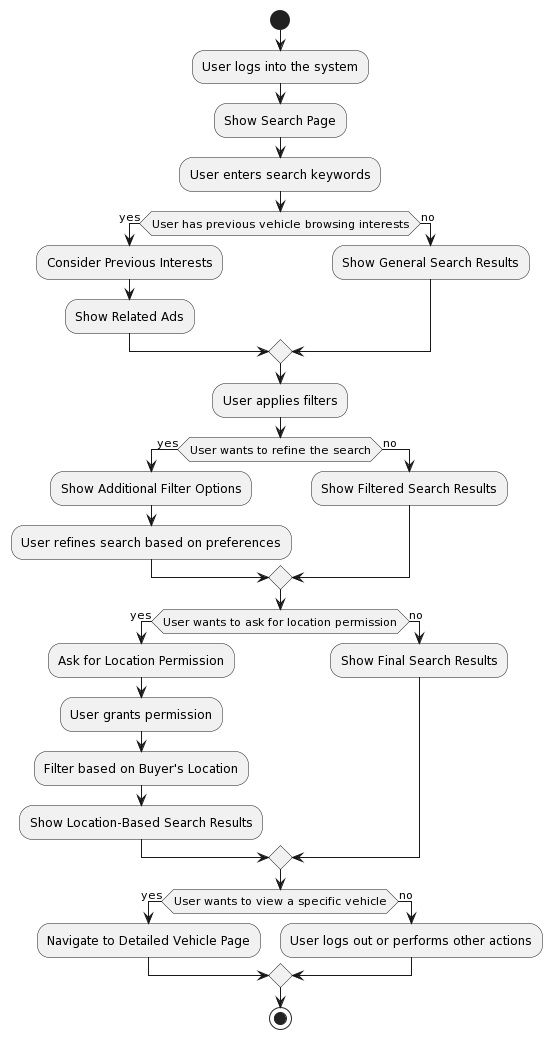 User logs into the system
Show Search Page
User enters search keywords
yes
User has previous vehicle browsing interests
no
Consider Previous Interests
Show General Search Results
Show Related Ads
User applies filters
yes
User wants to refine the search
no
Show Additional Filter Options
Show Filtered Search Results
User refines search based on preferences
yes
User wants to ask for location permission
no
Ask for Location Permission
Show Final Search Results
User grants permission
Filter based on Buyer's Location
Show Location-Based Search Results
yes
User wants to view a specific vehicle
no
Navigate to Detailed Vehicle Page
User logs out or performs other actions